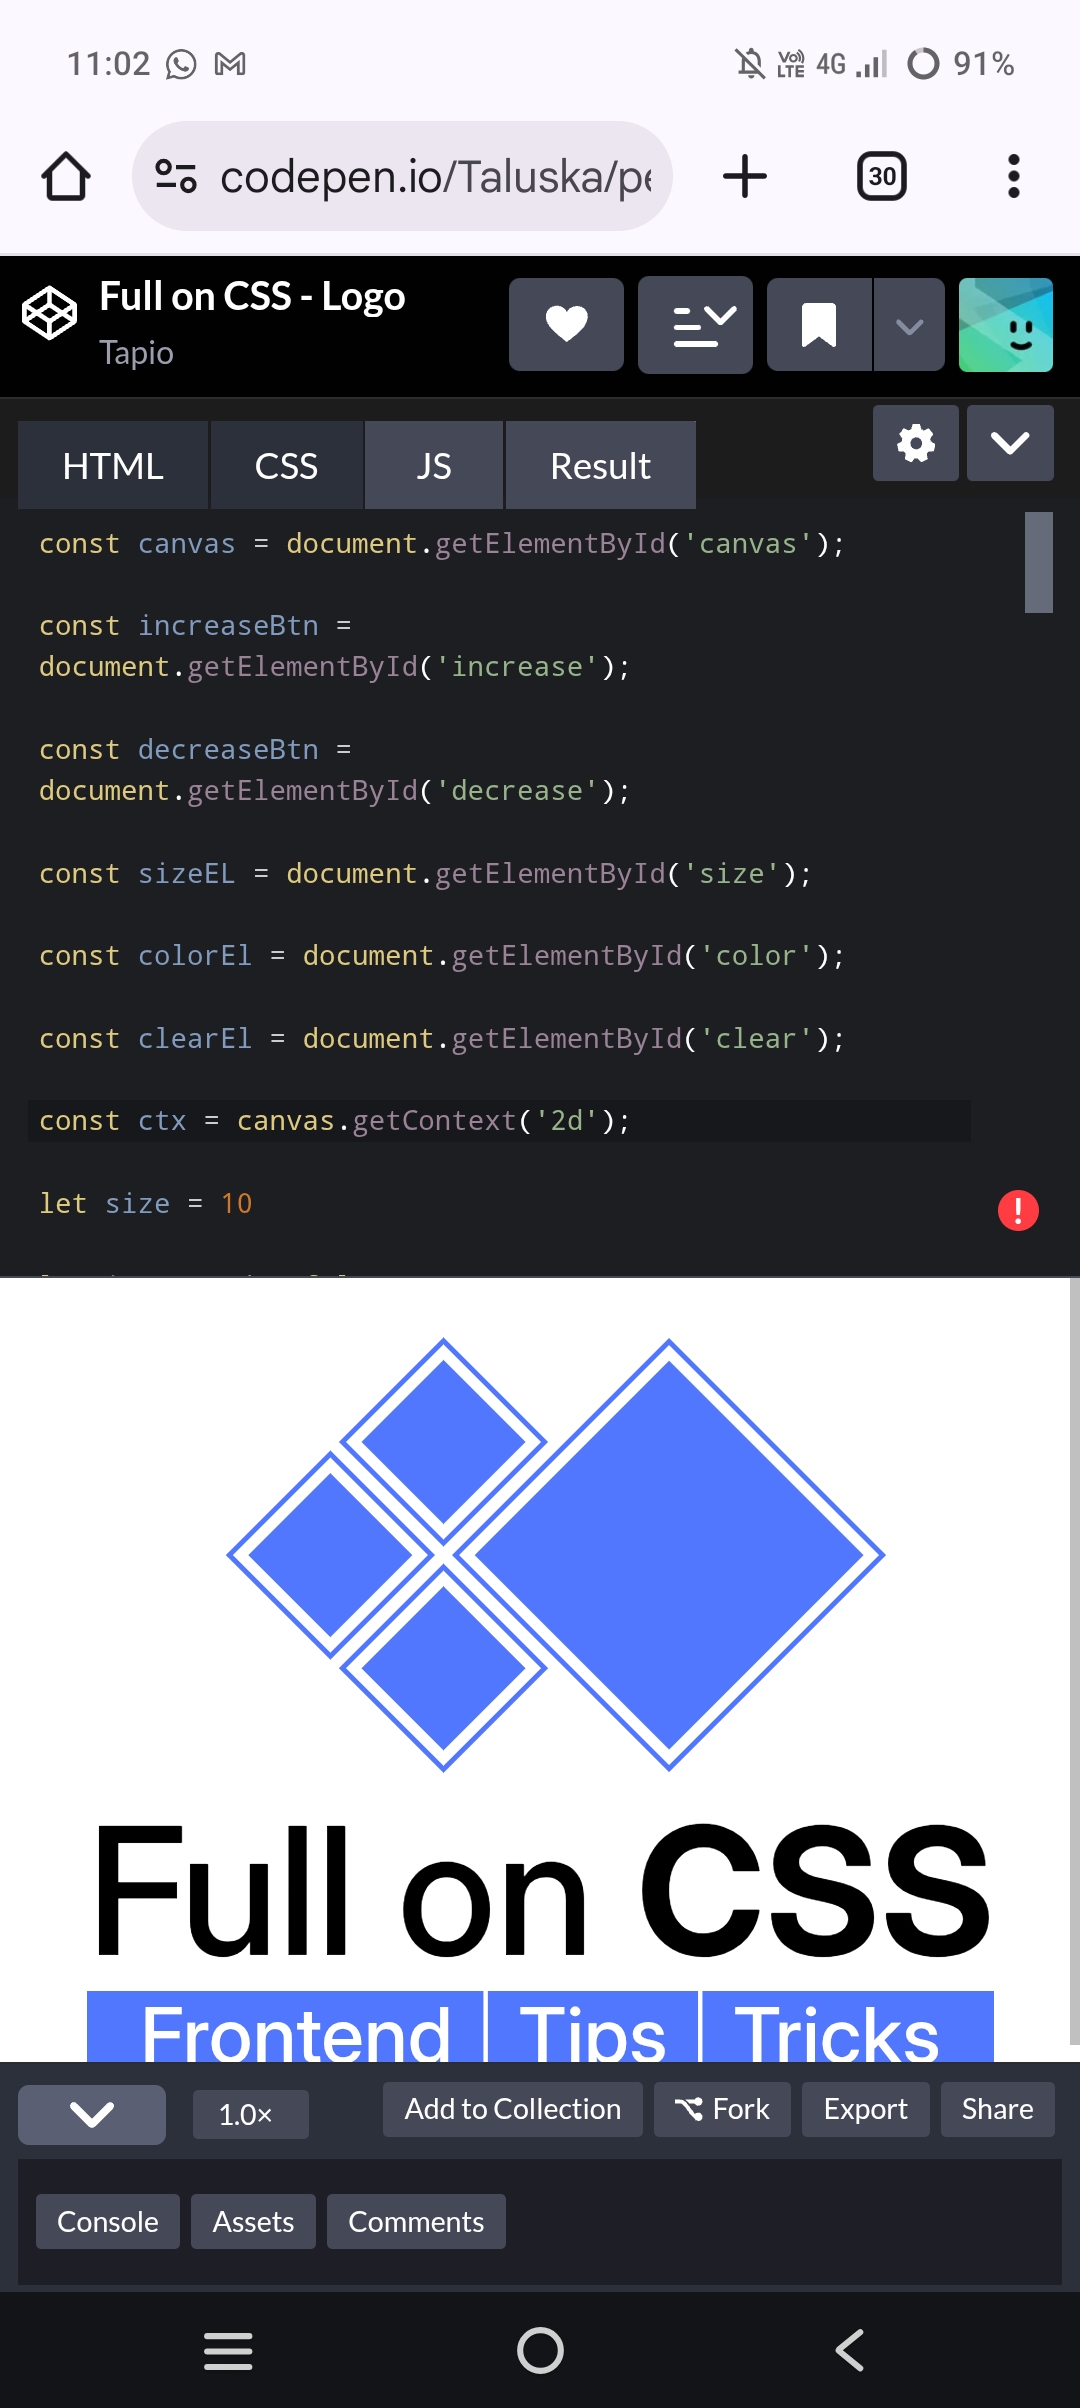 11:02 Vo)) LTE 4G 91%
codepen.io/Taluska/pe 30
Full on CSS - Logo
Tapio
HTML CSS JS Result
const canvas = document.getElementById('canvas');
const increaseBtn =
document.getElementById('increase');
const decreaseBtn =
document.getElementById('decrease');
const sizeEL = document.getElementById('size');
const colorEl = document.getElementById('color');
const clearEl = document.getElementById('clear');
const ctx = canvas.getContext('2d');
let size = 10
Full on CSS
Frontend Tips Tricks
1.0× Add to Collection Fork Export Share
Console Assets Comments